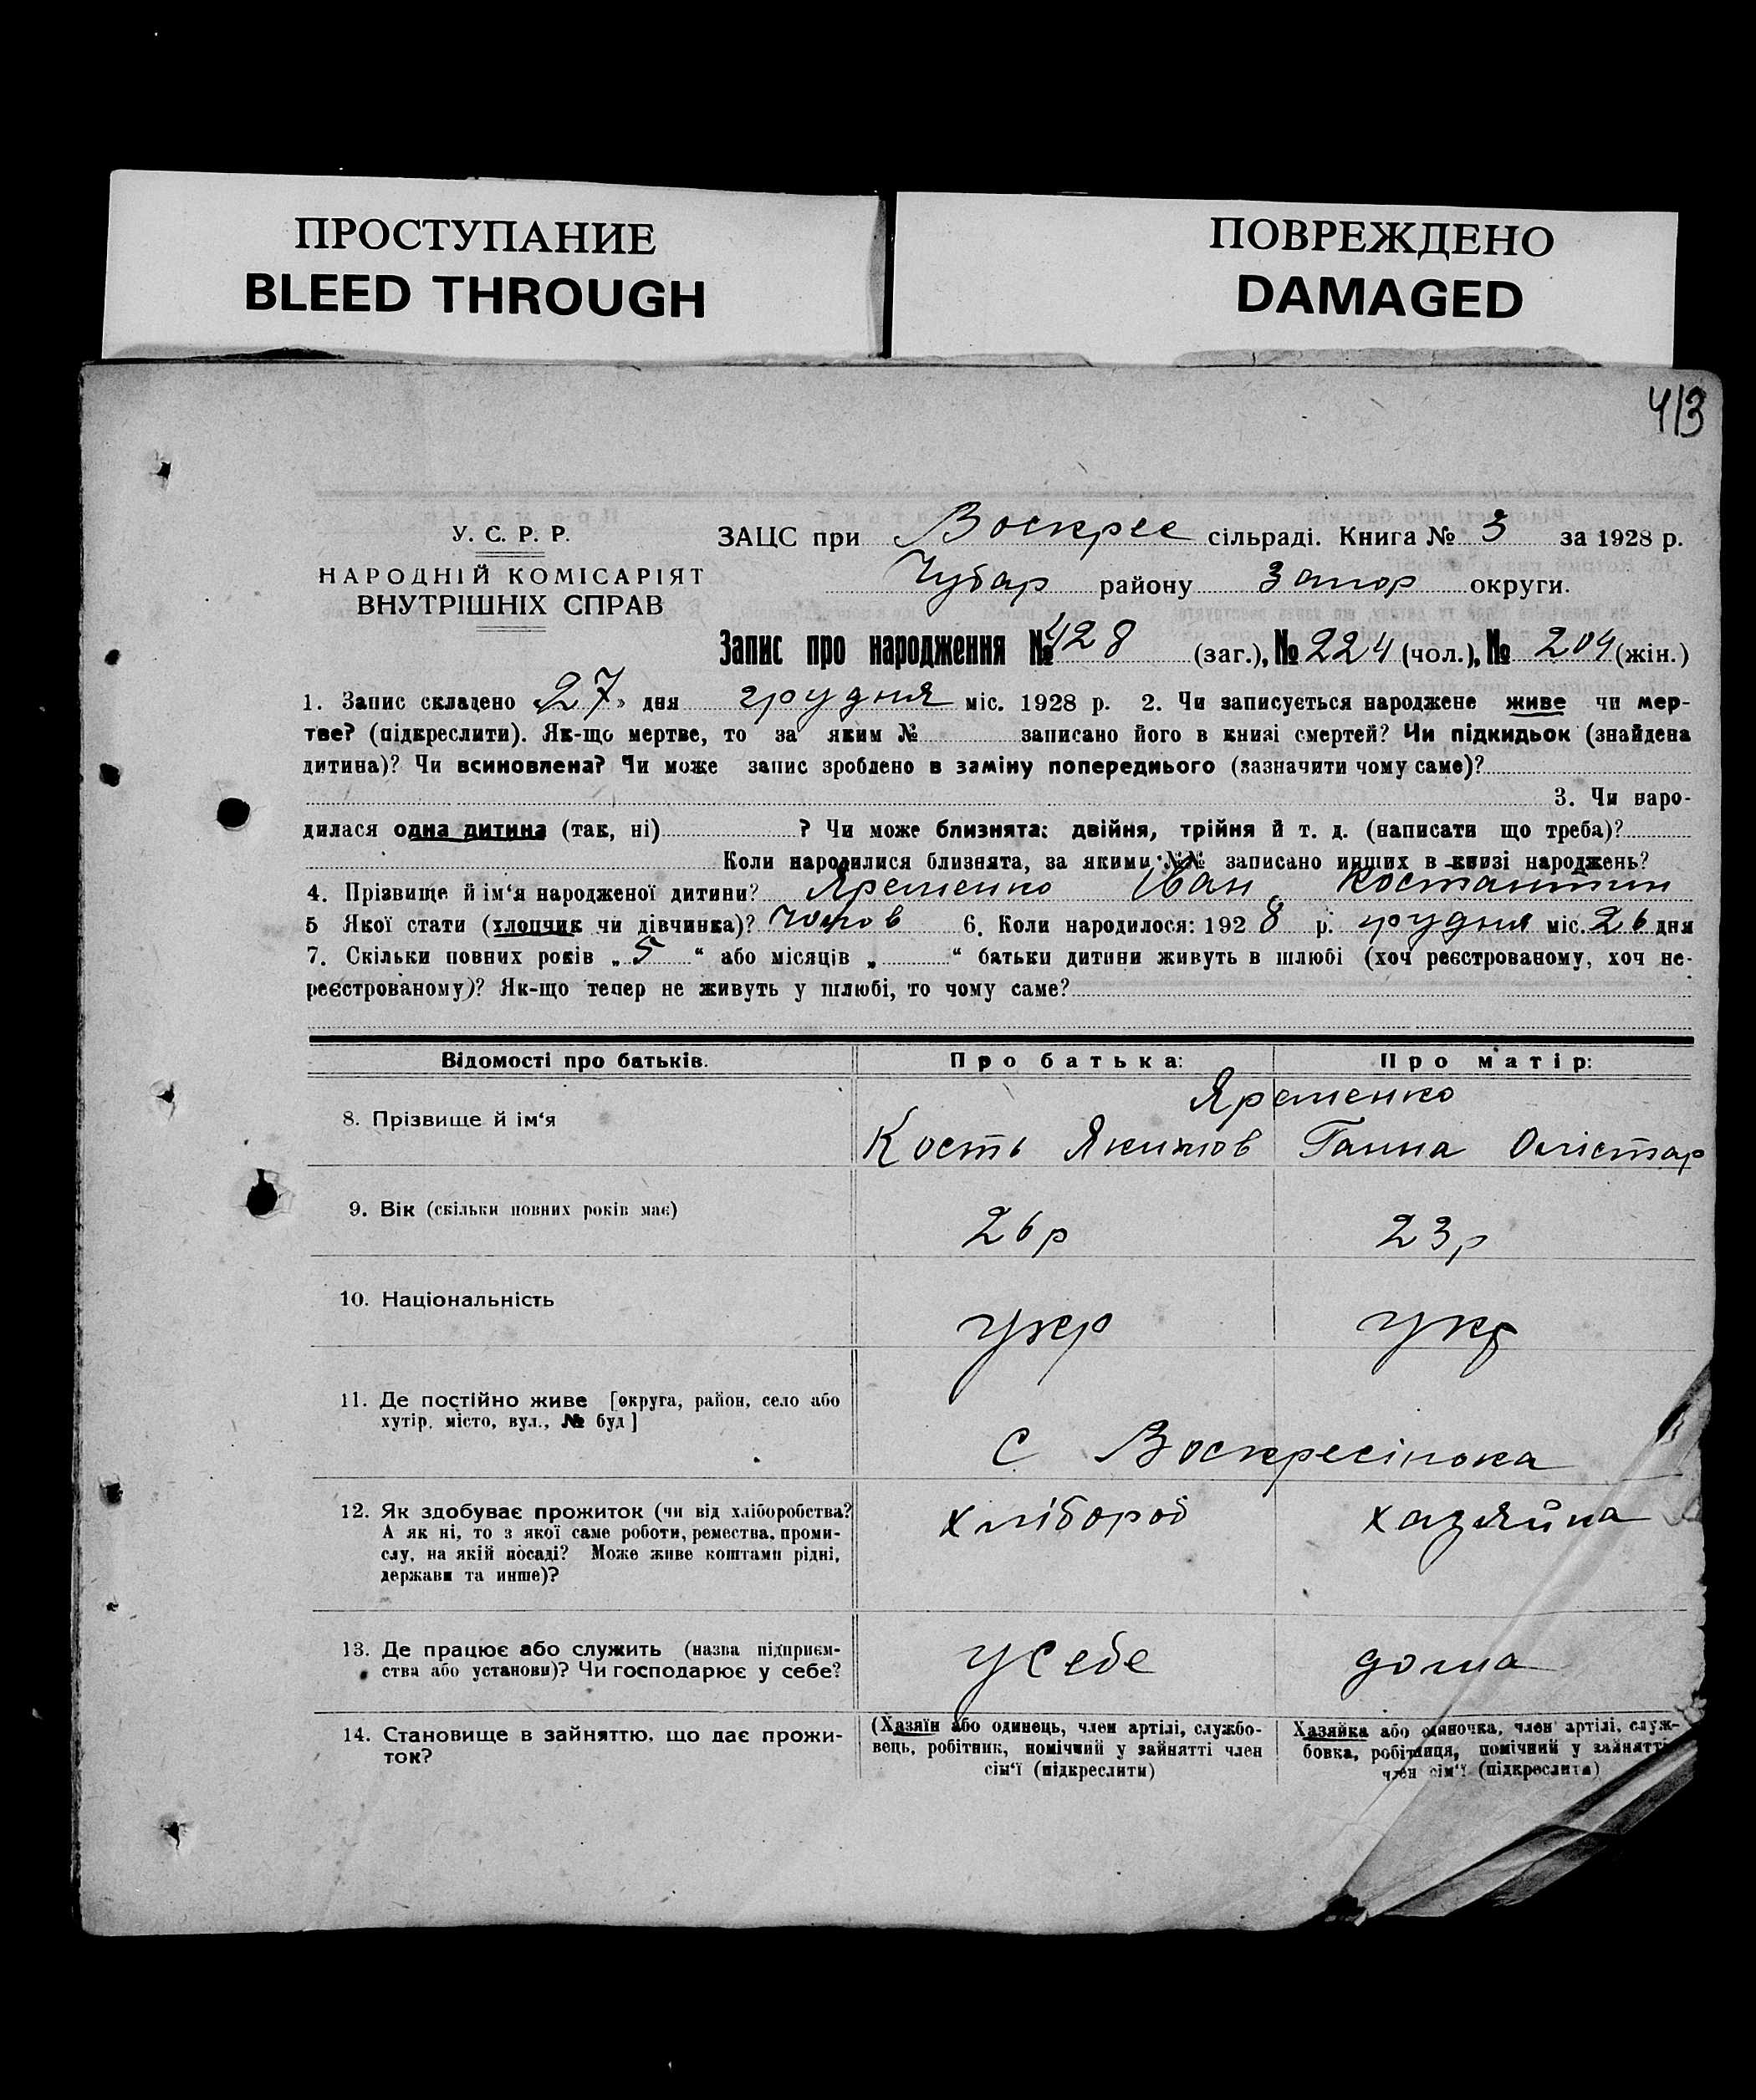 ПРОСТУПАНИЕ
BLEED THROUGH
ПОВРЕЖДЕНО
DAMAGED
413
У. С. Р. Р.
НАРОДНІЙ КОМІСАРІЯТ
ВНУТРІШНІХ СПРАВ
ЗАЦС при Воскрес сільраді. Книга № 3 за 1928 р.
Чубар району Запор округи.
Запис про народження № 428 (заг.), № 224 (чол.), № 204 (жін.)
1. Запис складено „27» дня грудня міс. 1928 р. 2. Чи записується народжене живе чи мер-
тве? (підкреслити). Як-що мертве, то за яким № записано його в книзі смертей? Чи підкидьок (знайдена
дитина)? Чи всиновлена? Чи може запис зроблено в заміну попереднього (зазначити чому саме)?
3. Чи наро-
дилася одна дитина (так, ні) ? Чи може близнята: двійня, трійня й т. д. (написати що треба)?
Коли народилися близнята, за якими №№ записано инших в книзі народжень?
4. Прізвище й ім‘я народженої дитини? Яременко Іван Костантин
5 Якої стати (хлопчик чи дівчинка)? чолов 6. Коли народилося: 1928 р. грудня міс. 26 дня
7. Скільки повних років „ 5 “ або місяців „ “ батьки дитини живуть в шлюбі (хоч реєстрованому, хоч не-
реєстрованому)? Як-що тепер не живуть у шлюбі, то чому саме?
Відомості про батьків. Про батька: Про матір:
Яременко
8. Прізвище й ім‘я Кость Якимов Ганна
9. Вік (скільки повних років має) 26 р 23 р
10. Національність укр укр
11. Де постійно живе [округа, район, село або
хутір, місто, вул., № буд]
С Воскресінока
12. Як здобуває прожиток (чи від хліборобства?
А як ні, то з якої саме роботи, ремества, проми-
слу, на якій посаді? Може живе коштами рідні,
держави та инше)?
хлібороб хазяйка
13. Де працює або служить (назва підприєм-
ства або установи)? Чи господарює у себе?
у себе дома
14. Становище в зайняттю, що дає прожи-
ток?
(Хазяїн або одинець, член артілі, службо-
вець, робітник, помічний у зайнятті член
сім‘ї (підкреслити)
Хазяйка або одиночка, член артілі, служ-
бовка, робітниця, помічний у зайнятті
член сім‘ї (підкреслити)